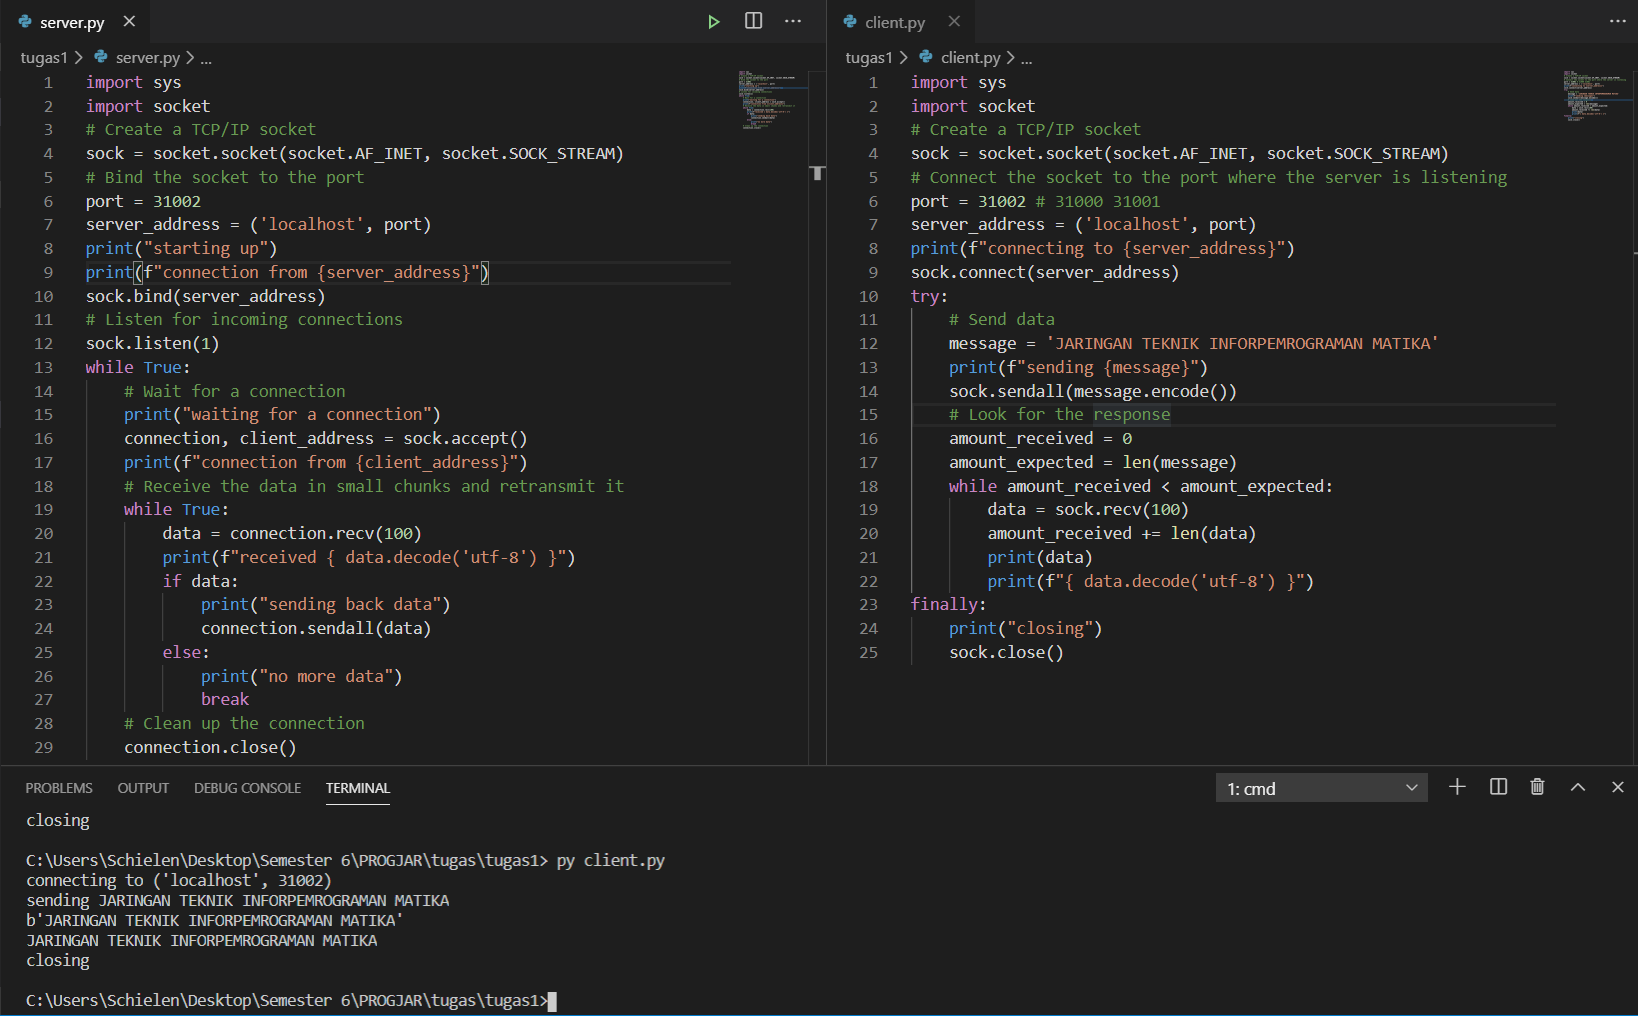 server.py
tugas1 > server.py > ...
1 import sys
2 import socket
3 # Create a TCP/IP socket
4 sock = socket.socket(socket.AF_INET, socket.SOCK_STREAM)
5 # Bind the socket to the port
6 port = 31002
7 server_address = ('localhost', port)
8 print("starting up")
9 print(f"connection from {server_address}")
10 sock.bind(server_address)
11 # Listen for incoming connections
12 sock.listen(1)
13 while True:
14     # Wait for a connection
15     print("waiting for a connection")
16     connection, client_address = sock.accept()
17     print(f"connection from {client_address}")
18     # Receive the data in small chunks and retransmit it
19     while True:
20         data = connection.recv(100)
21         print(f"received { data.decode('utf-8') }")
22         if data:
23             print("sending back data")
24             connection.sendall(data)
25         else:
26             print("no more data")
27             break
28     # Clean up the connection
29     connection.close()
client.py
tugas1 > client.py > ...
1 import sys
2 import socket
3 # Create a TCP/IP socket
4 sock = socket.socket(socket.AF_INET, socket.SOCK_STREAM)
5 # Connect the socket to the port where the server is listening
6 port = 31002 # 31000 31001
7 server_address = ('localhost', port)
8 print(f"connecting to {server_address}")
9 sock.connect(server_address)
10 try:
11     # Send data
12     message = 'JARINGAN TEKNIK INFORPEMROGRAMAN MATIKA'
13     print(f"sending {message}")
14     sock.sendall(message.encode())
15     # Look for the response
16     amount_received = 0
17     amount_expected = len(message)
18     while amount_received < amount_expected:
19         data = sock.recv(100)
20         amount_received += len(data)
21         print(data)
22         print(f"{ data.decode('utf-8') }")
23 finally:
24     print("closing")
25     sock.close()
PROBLEMS OUTPUT DEBUG CONSOLE TERMINAL 1: cmd
closing
C:\Users\Schielen\Desktop\Semester 6\PROGJAR\tugas\tugas1> py client.py
connecting to ('localhost', 31002)
sending JARINGAN TEKNIK INFORPEMROGRAMAN MATIKA
b'JARINGAN TEKNIK INFORPEMROGRAMAN MATIKA'
JARINGAN TEKNIK INFORPEMROGRAMAN MATIKA
closing
C:\Users\Schielen\Desktop\Semester 6\PROGJAR\tugas\tugas1>